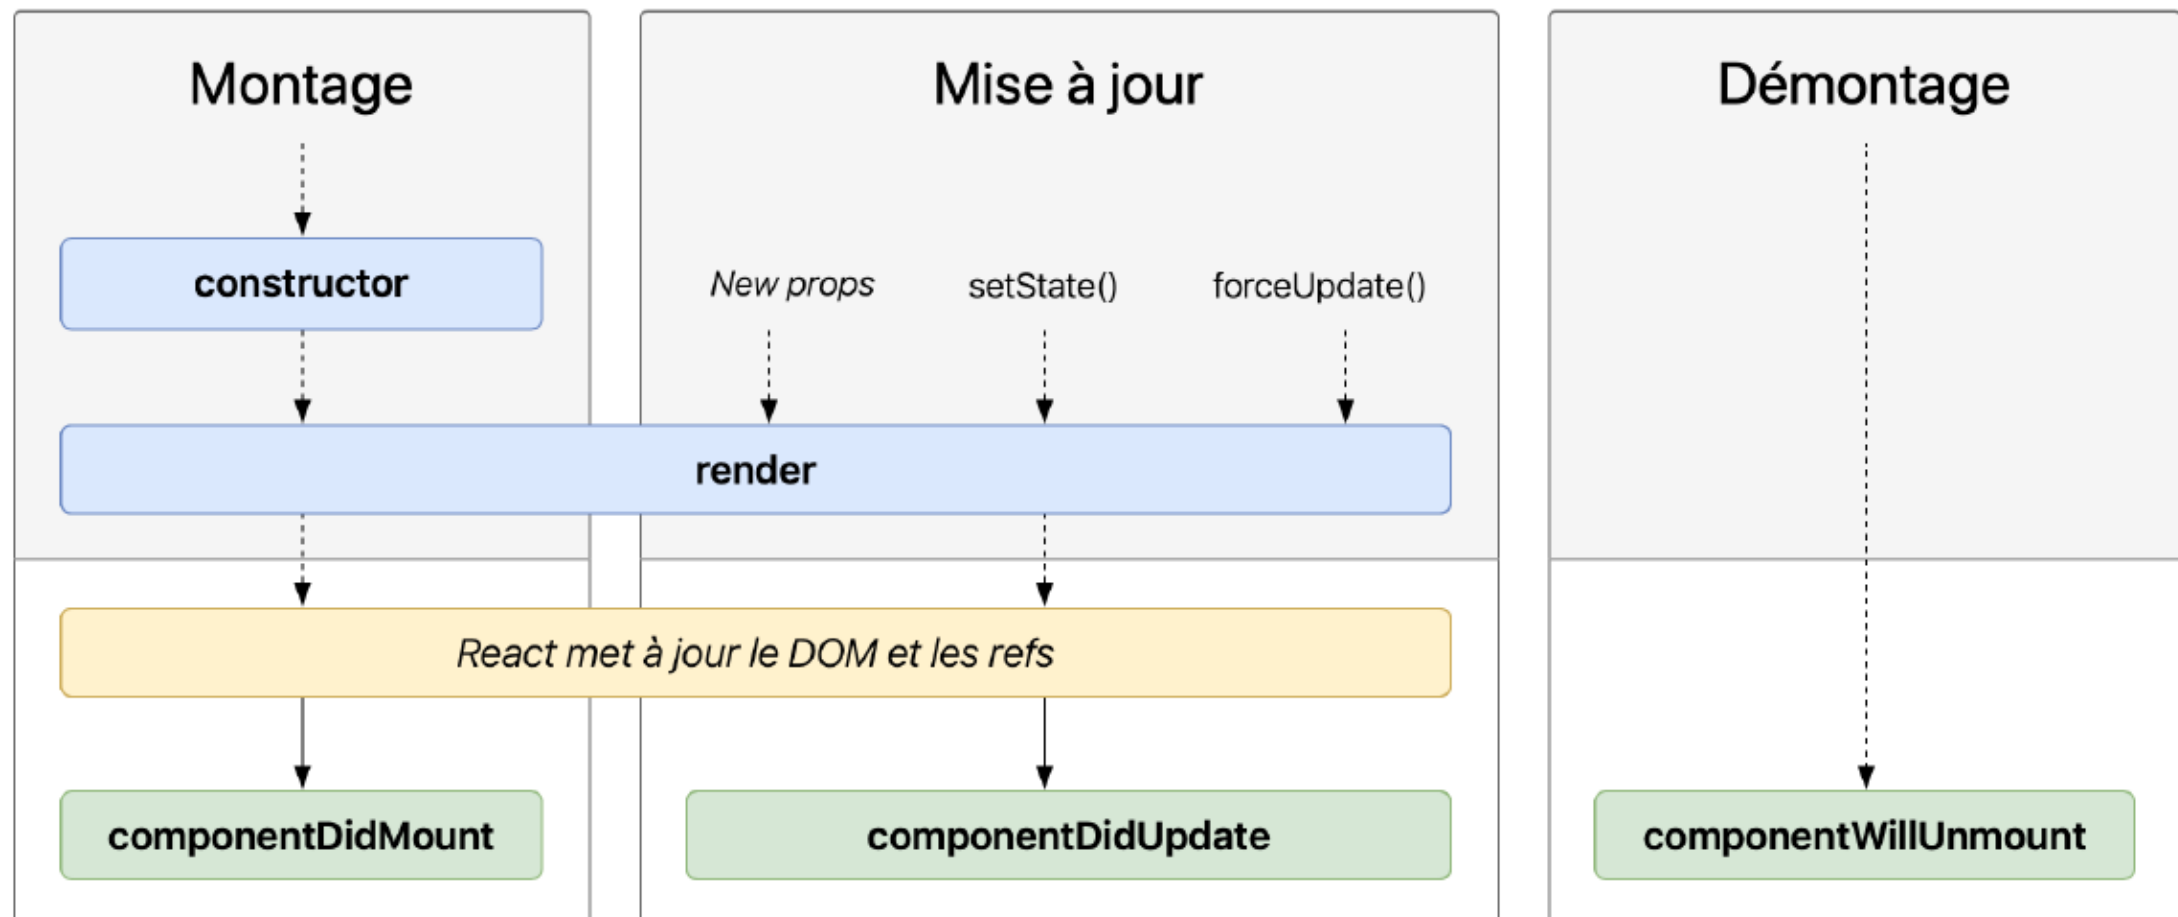 Montage
Mise à jour
Démontage
constructor
New props
setState()
forceUpdate()
render
React met à jour le DOM et les refs
componentDidMount
componentDidUpdate
componentWillUnmount